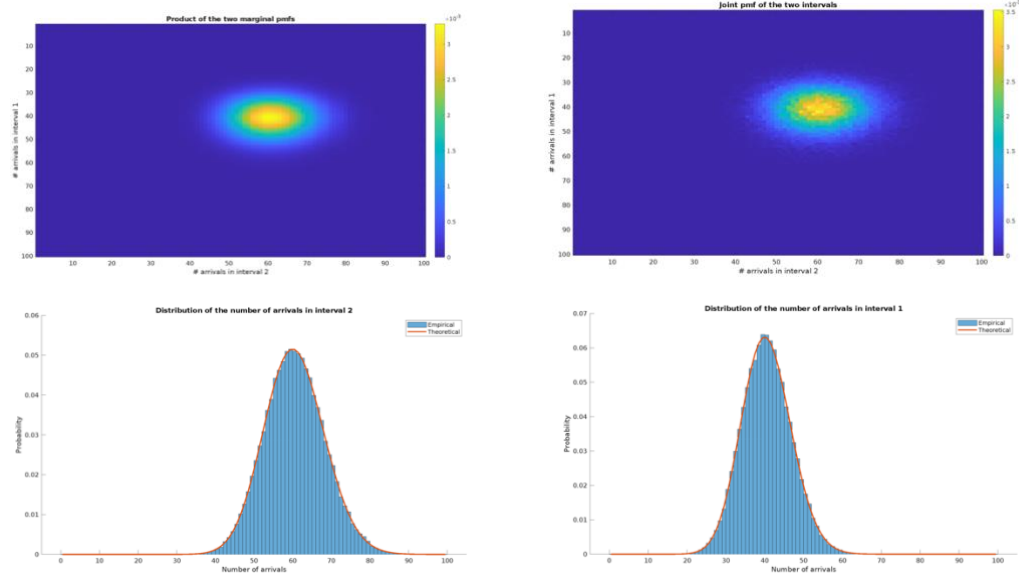 Product of the two marginal pmfs
×10⁻³
3
2.5
2
1.5
1
0.5
0
10
20
30
40
50
60
70
80
90
100
# arrivals in interval 1
10 20 30 40 50 60 70 80 90 100
# arrivals in interval 2
Joint pmf of the two intervals
3.5
3
2.5
2
1.5
1
0.5
0
10
20
30
40
50
60
70
80
90
100
# arrivals in interval 1
10 20 30 40 50 60 70 80 90 100
# arrivals in interval 2
Distribution of the number of arrivals in interval 2
Empirical
Theoretical
0.06
0.05
0.04
0.03
0.02
0.01
0
Probability
0 10 20 30 40 50 60 70 80 90 100
Number of arrivals
Distribution of the number of arrivals in interval 1
Empirical
Theoretical
0.07
0.06
0.05
0.04
0.03
0.02
0.01
0
Probability
0 10 20 30 40 50 60 70 80 90 100
Number of arrivals